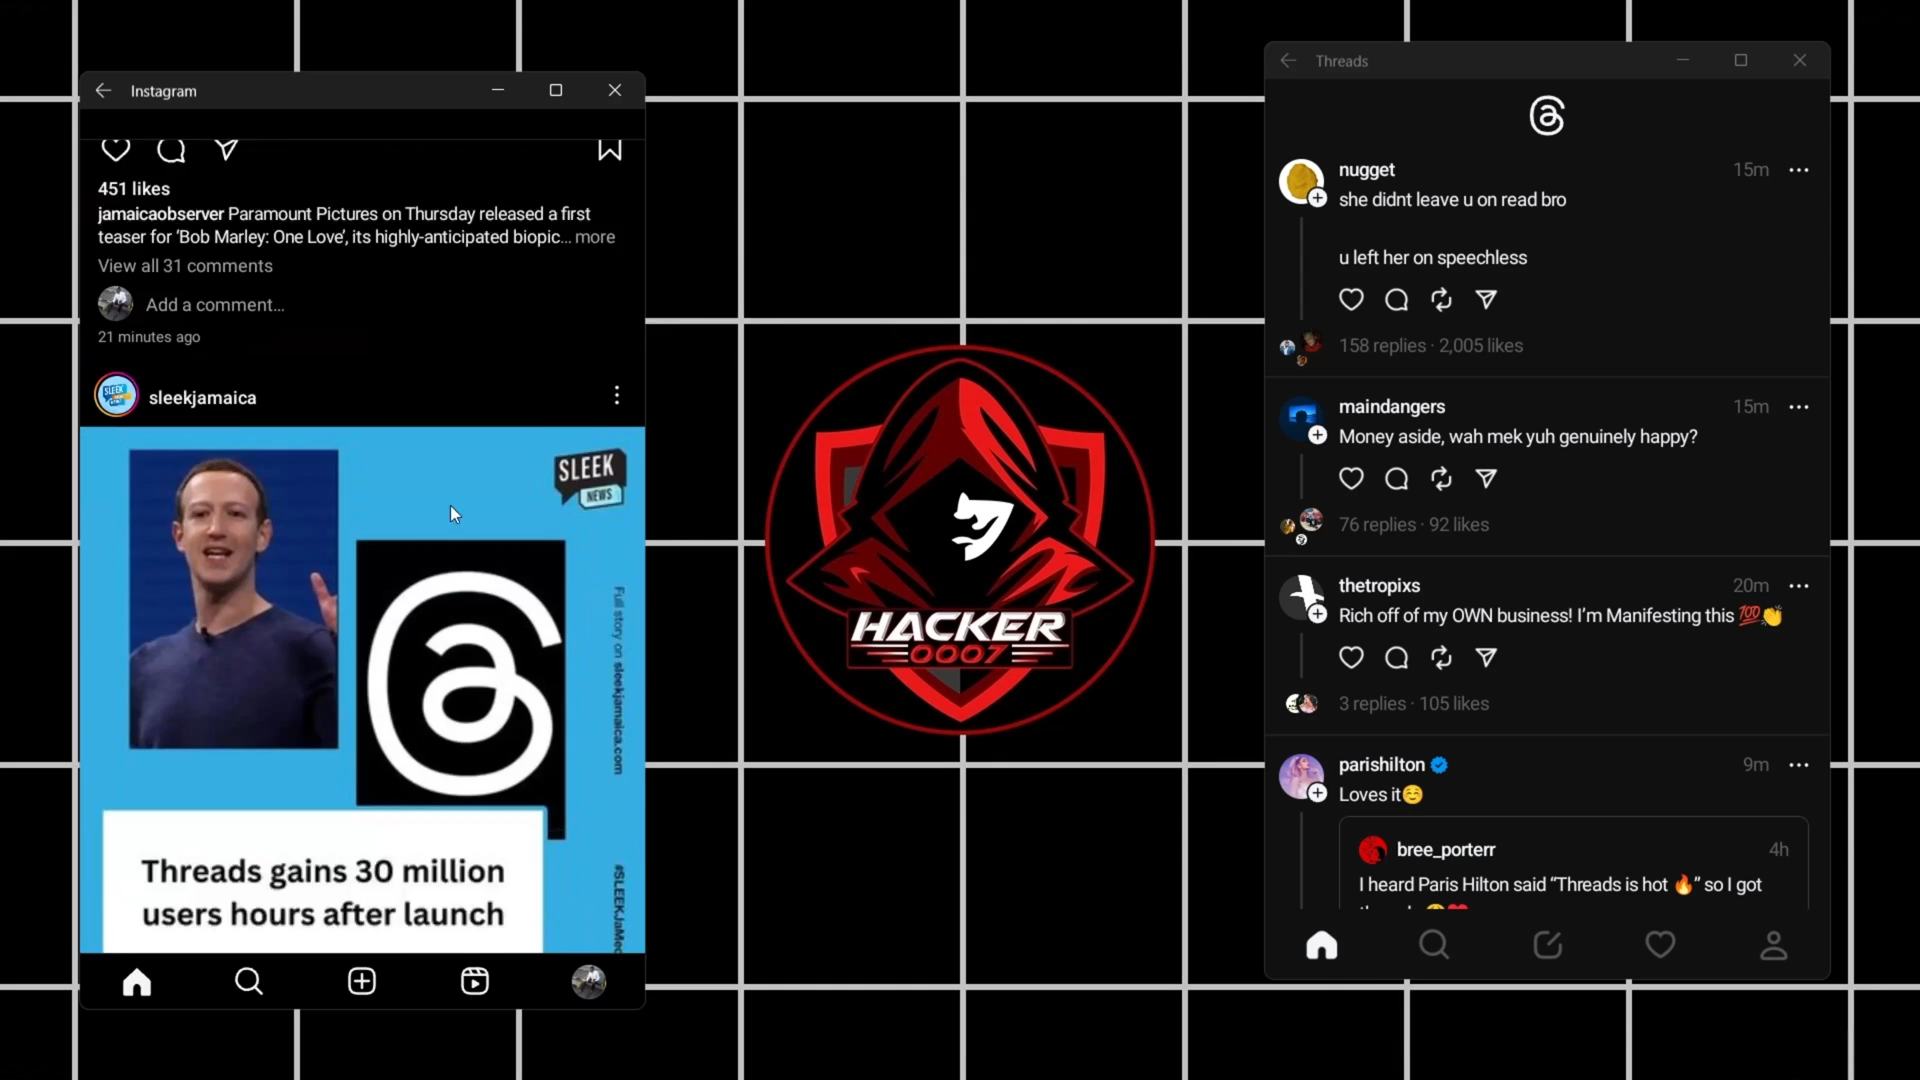 Instagram
451 likes
jamaicaobserver Paramount Pictures on Thursday released a first
teaser for ‘Bob Marley: One Love’, its highly-anticipated biopic... more
View all 31 comments
Add a comment...
21 minutes ago
sleekjamaica
SLEEK
NEWS
Full story on sleekjamaica.com
Threads gains 30 million
users hours after launch
HACKER
0007
Threads
nugget 15m
she didnt leave u on read bro
u left her on speechless
158 replies · 2,005 likes
maindangers 15m
Money aside, wah mek yuh genuinely happy?
76 replies · 92 likes
thetropixs 20m
Rich off of my OWN business! I’m Manifesting this 💯👏
3 replies · 105 likes
parishilton 9m
Loves it☺️
bree_porterr 4h
I heard Paris Hilton said “Threads is hot 🔥” so I got